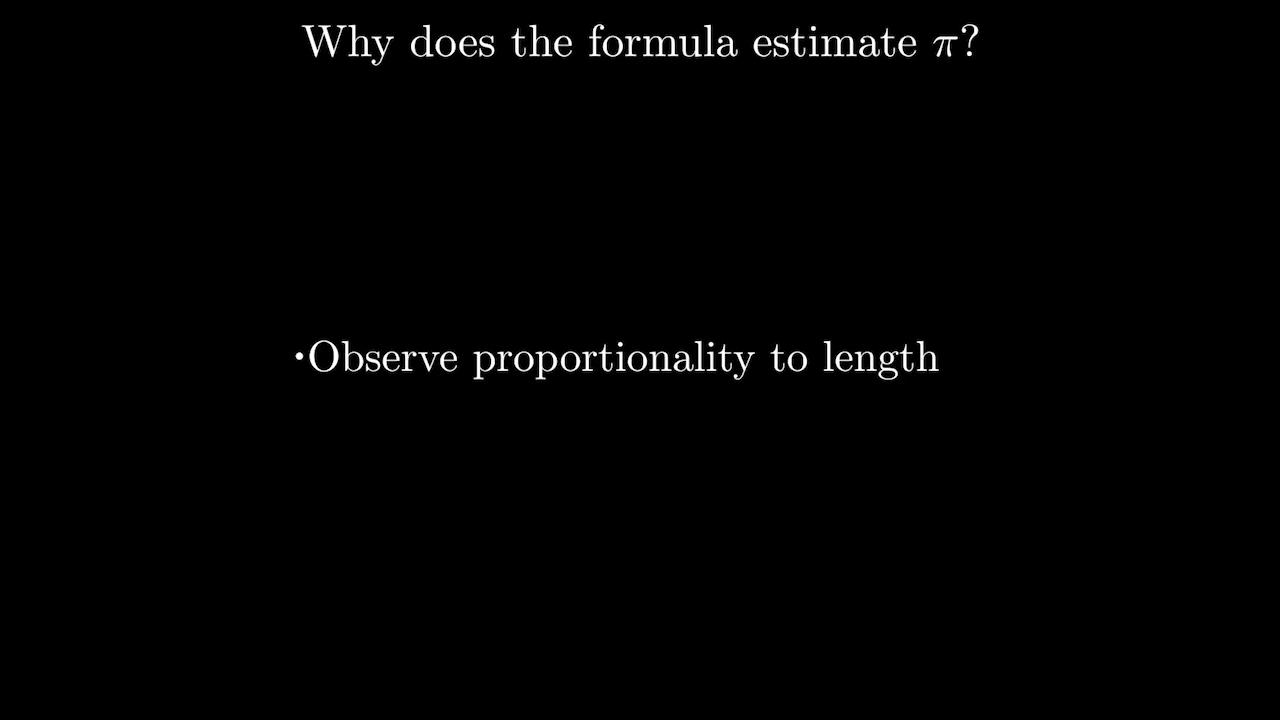 Why does the formula estimate π?
·Observe proportionality to length